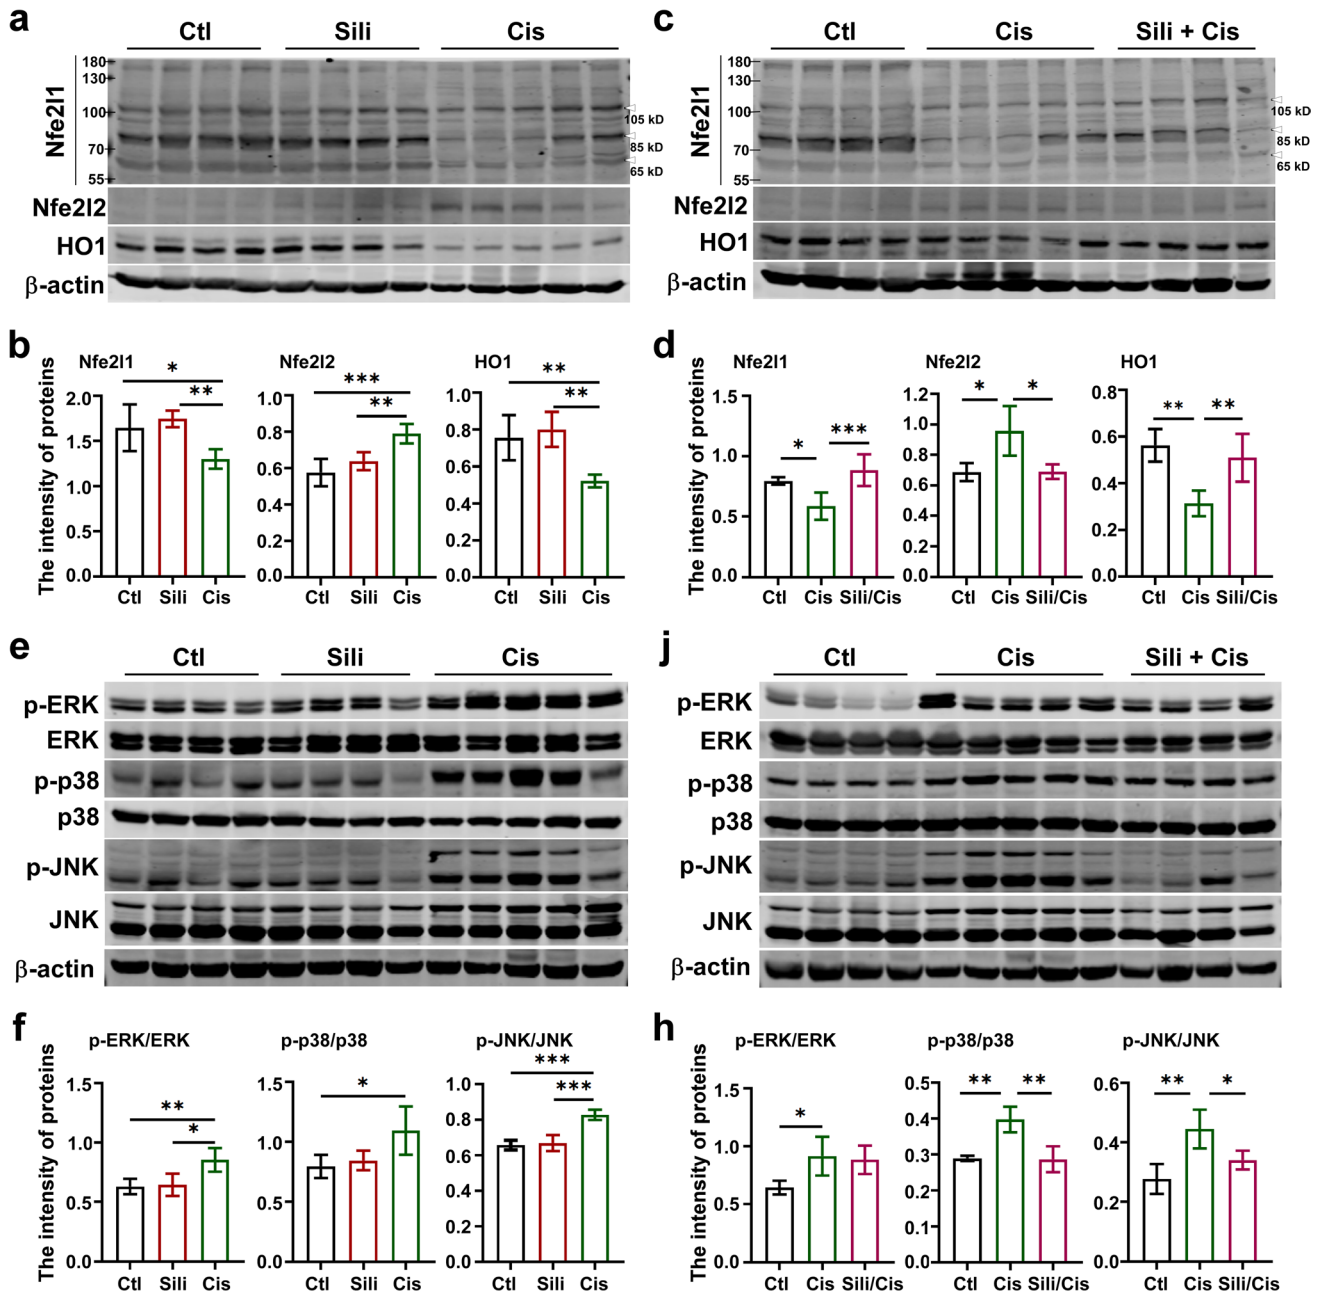 a
Ctl Sili Cis
Nfe2l1
180
130
100
70
55
105 kD
85 kD
65 kD
Nfe2l2
HO1
β-actin
c
Ctl Cis Sili + Cis
Nfe2l1
180
130
100
70
55
105 kD
85 kD
65 kD
Nfe2l2
HO1
β-actin
b
The intensity of proteins
Nfe2l1
* **
2.0
1.5
1.0
0.5
0.0
Ctl Sili Cis
Nfe2l2
*** **
1.0
0.8
0.6
0.4
0.2
0.0
Ctl Sili Cis
HO1
** **
1.0
0.8
0.6
0.4
0.2
0.0
Ctl Sili Cis
d
The intensity of proteins
Nfe2l1
* ***
1.5
1.0
0.5
0.0
Ctl Cis Sili/Cis
Nfe2l2
* *
1.2
1.0
0.8
0.6
0.4
0.2
0.0
Ctl Cis Sili/Cis
HO1
** **
0.8
0.6
0.4
0.2
0.0
Ctl Cis Sili/Cis
e
Ctl Sili Cis
p-ERK
ERK
p-p38
p38
p-JNK
JNK
β-actin
j
Ctl Cis Sili + Cis
p-ERK
ERK
p-p38
p38
p-JNK
JNK
β-actin
f
The intensity of proteins
p-ERK/ERK
** *
1.5
1.0
0.5
0.0
Ctl Sili Cis
p-p38/p38
*
1.5
1.0
0.5
0.0
Ctl Sili Cis
p-JNK/JNK
*** ***
1.0
0.8
0.6
0.4
0.2
0.0
Ctl Sili Cis
h
The intensity of proteins
p-ERK/ERK
*
1.5
1.0
0.5
0.0
Ctl Cis Sili/Cis
p-p38/p38
** **
0.5
0.4
0.3
0.2
0.1
0.0
Ctl Cis Sili/Cis
p-JNK/JNK
** *
0.6
0.4
0.2
0.0
Ctl Cis Sili/Cis